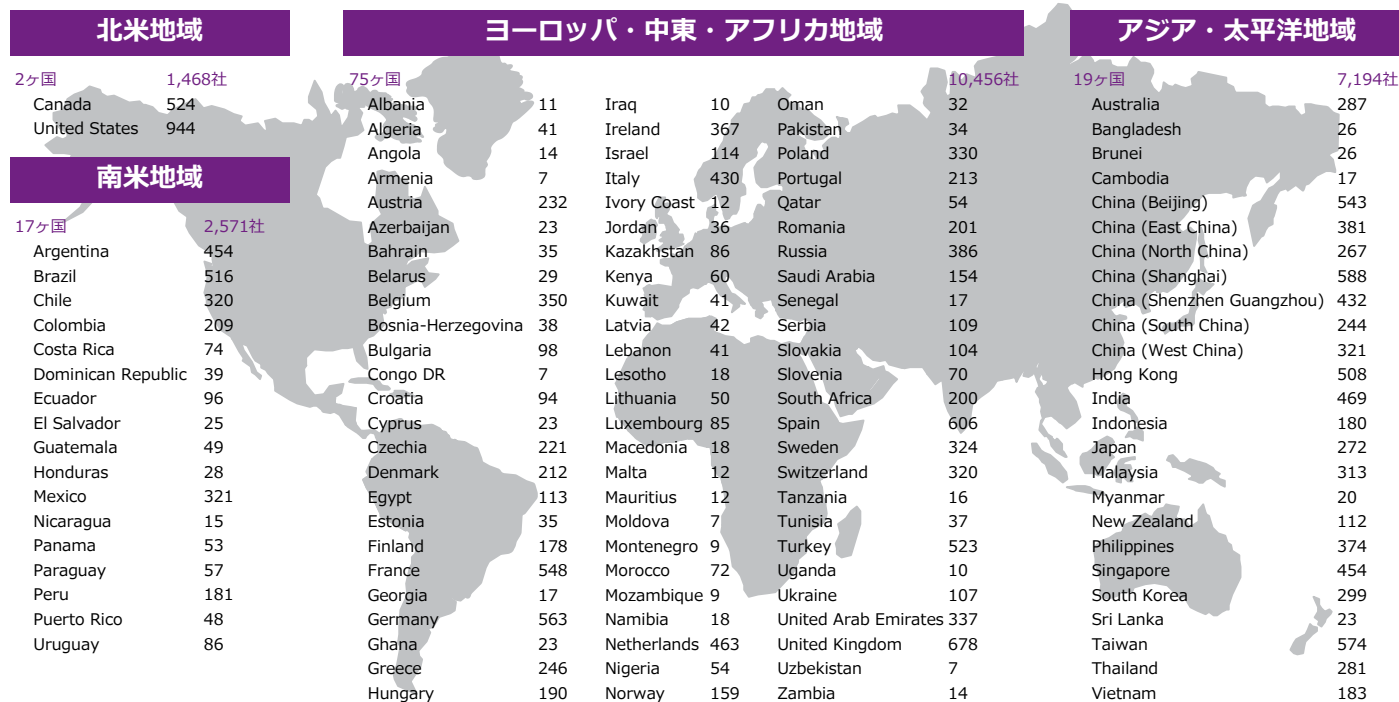 北米地域
2ヶ国 1,468社
Canada 524
United States 944
南米地域
17ヶ国 2,571社
Argentina 454
Brazil 516
Chile 320
Colombia 209
Costa Rica 74
Dominican Republic 39
Ecuador 96
El Salvador 25
Guatemala 49
Honduras 28
Mexico 321
Nicaragua 15
Panama 53
Paraguay 57
Peru 181
Puerto Rico 48
Uruguay 86
ヨーロッパ・中東・アフリカ地域
75ヶ国 10,456社
Albania 11
Algeria 41
Angola 14
Armenia 7
Austria 232
Azerbaijan 23
Bahrain 35
Belarus 29
Belgium 350
Bosnia-Herzegovina 38
Bulgaria 98
Congo DR 7
Croatia 94
Cyprus 23
Czechia 221
Denmark 212
Egypt 113
Estonia 35
Finland 178
France 548
Georgia 17
Germany 563
Ghana 23
Greece 246
Hungary 190
Iraq 10
Ireland 367
Israel 114
Italy 430
Ivory Coast 12
Jordan 36
Kazakhstan 86
Kenya 60
Kuwait 41
Latvia 42
Lebanon 41
Lesotho 18
Lithuania 50
Luxembourg 85
Macedonia 18
Malta 12
Mauritius 12
Moldova 7
Montenegro 9
Morocco 72
Mozambique 9
Namibia 18
Netherlands 463
Nigeria 54
Norway 159
Oman 32
Pakistan 34
Poland 330
Portugal 213
Qatar 54
Romania 201
Russia 386
Saudi Arabia 154
Senegal 17
Serbia 109
Slovakia 104
Slovenia 70
South Africa 200
Spain 606
Sweden 324
Switzerland 320
Tanzania 16
Tunisia 37
Turkey 523
Uganda 10
Ukraine 107
United Arab Emirates 337
United Kingdom 678
Uzbekistan 7
Zambia 14
アジア・太平洋地域
19ヶ国 7,194社
Australia 287
Bangladesh 26
Brunei 26
Cambodia 17
China (Beijing) 543
China (East China) 381
China (North China) 267
China (Shanghai) 588
China (Shenzhen Guangzhou) 432
China (South China) 244
China (West China) 321
Hong Kong 508
India 469
Indonesia 180
Japan 272
Malaysia 313
Myanmar 20
New Zealand 112
Philippines 374
Singapore 454
South Korea 299
Sri Lanka 23
Taiwan 574
Thailand 281
Vietnam 183